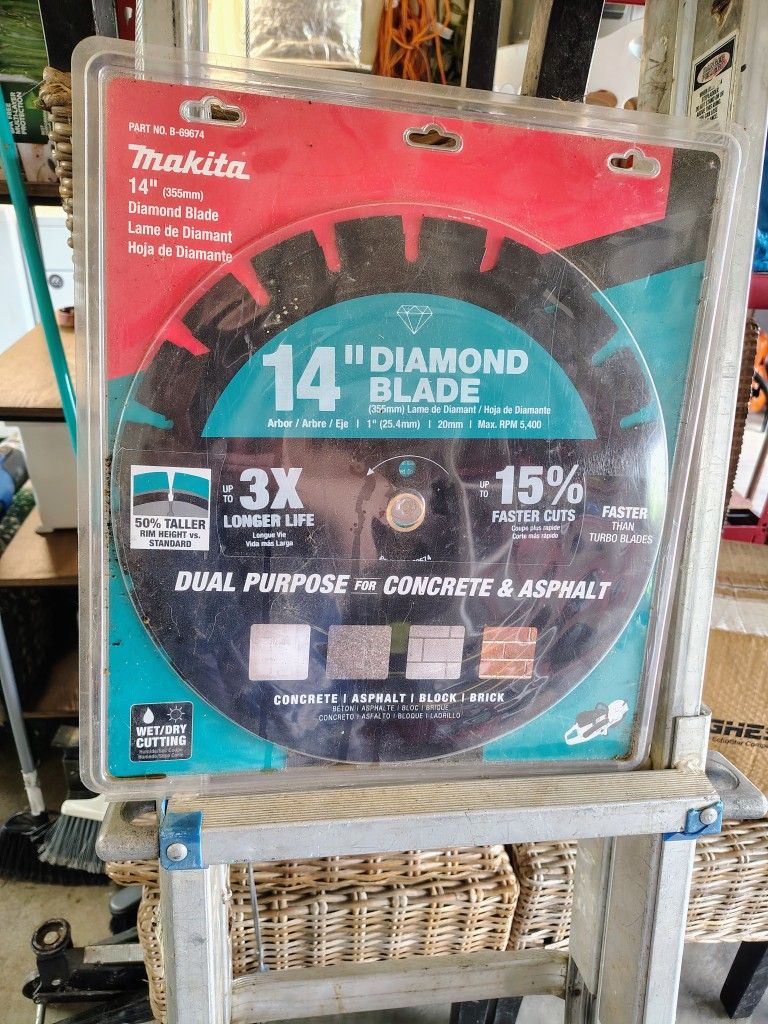 PART NO. B-69674
makita
14" (355mm)
Diamond Blade
Lame de Diamant
Hoja de Diamante
14" DIAMOND
BLADE
(355mm) Lame de Diamant / Hoja de Diamante
Arbor / Arbre / Eje | 1" (25.4mm) | 20mm | Max. RPM 5,400
50% TALLER
RIM HEIGHT VS.
STANDARD
UP TO 3X
LONGER LIFE
Longue Vie
Vida más Larga
UP TO 15%
FASTER CUTS
Coupe plus rapide
Corte más rápido
FASTER
THAN
TURBO BLADES
DUAL PURPOSE FOR CONCRETE & ASPHALT
CONCRETE | ASPHALT | BLOCK | BRICK
BÉTON | ASPHALTE | BLOC | BRIQUE
CONCRETO | ASFALTO | BLOQUE | LADRILLO
WET/DRY
CUTTING
MULTI-LAYER
PROTECTION